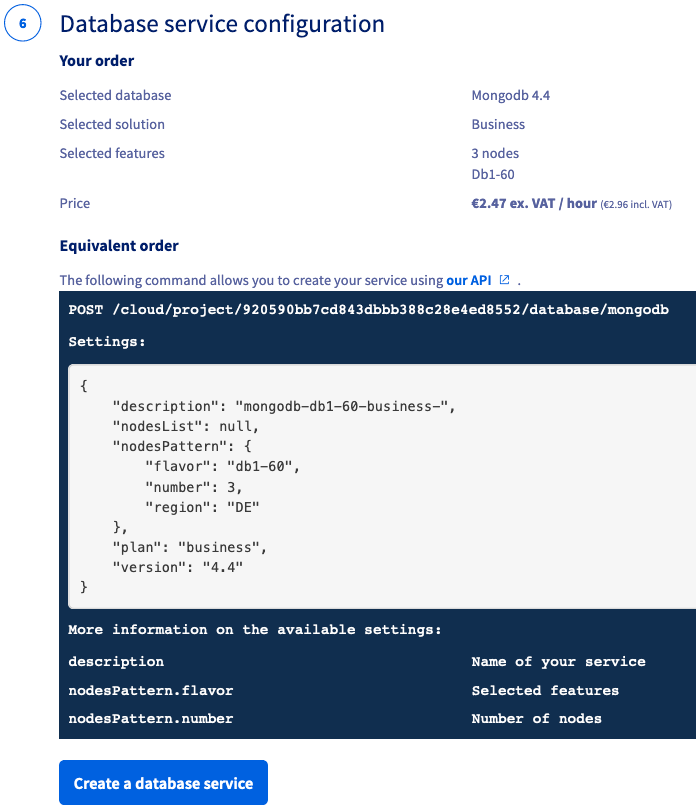 6
Database service configuration
Your order
Selected database Mongodb 4.4
Selected solution Business
Selected features 3 nodes
Db1-60
Price €2.47 ex. VAT / hour (€2.96 incl. VAT)
Equivalent order
The following command allows you to create your service using our API .
POST /cloud/project/920590bb7cd843dbbb388c28e4ed8552/database/mongodb
Settings:
{
    "description": "mongodb-db1-60-business-",
    "nodesList": null,
    "nodesPattern": {
        "flavor": "db1-60",
        "number": 3,
        "region": "DE"
    },
    "plan": "business",
    "version": "4.4"
}
More information on the available settings:
description Name of your service
nodesPattern.flavor Selected features
nodesPattern.number Number of nodes
Create a database service